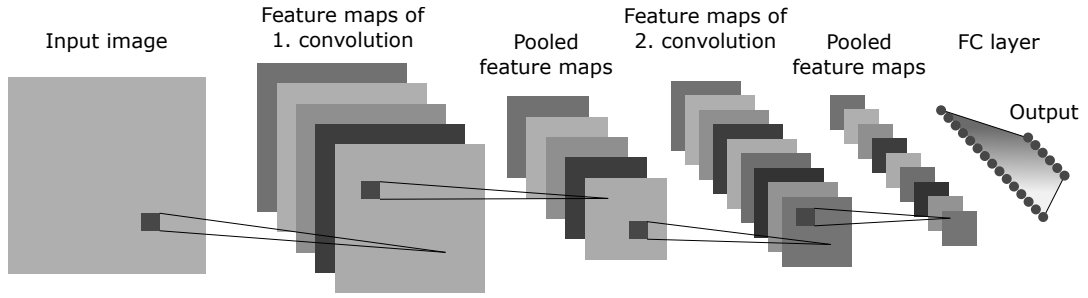 Input image
Feature maps of
1. convolution
Pooled
feature maps
Feature maps of
2. convolution
Pooled
feature maps
FC layer
Output